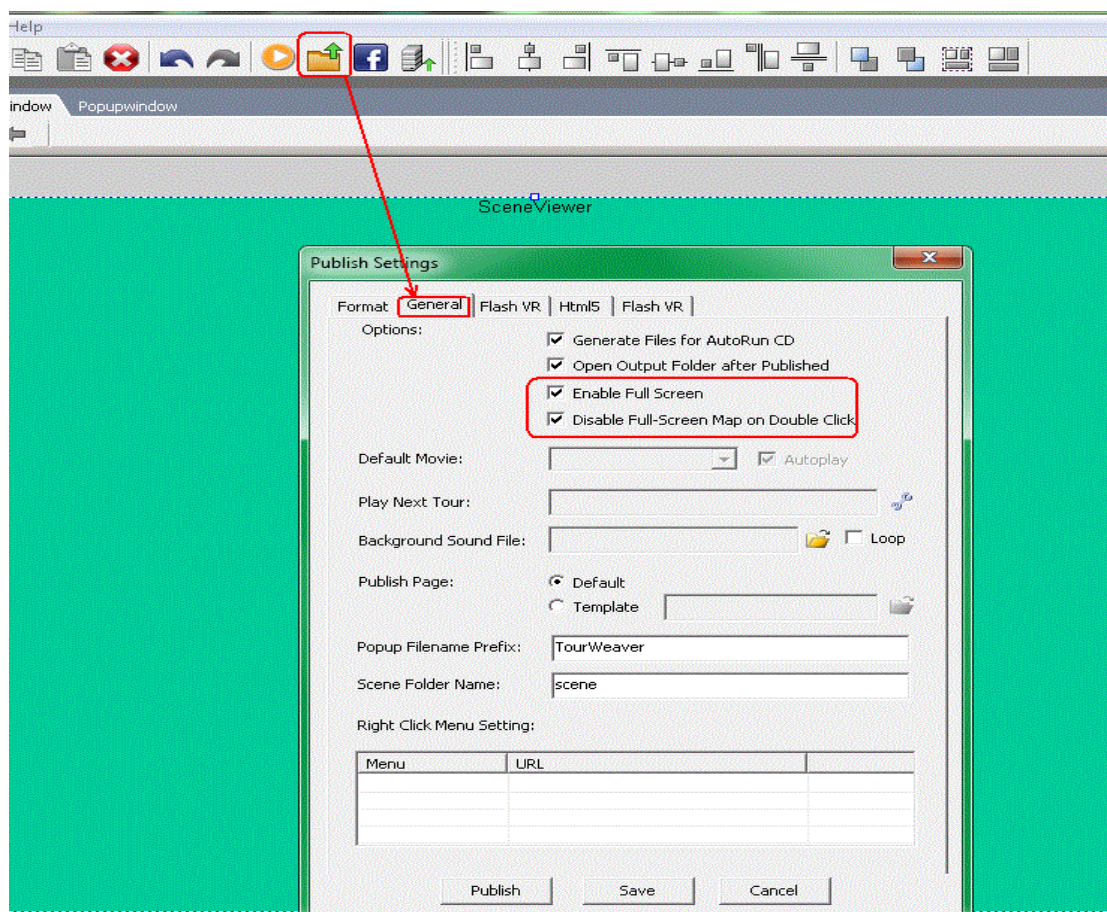 Help
indow Popupwindow
SceneViewer
Publish Settings
Format General Flash VR Html5 Flash VR
Options:
Generate Files for AutoRun CD
Open Output Folder after Published
Enable Full Screen
Disable Full-Screen Map on Double Click
Default Movie: Autoplay
Play Next Tour:
Background Sound File: Loop
Publish Page: Default
Template
Popup Filename Prefix: TourWeaver
Scene Folder Name: scene
Right Click Menu Setting:
Menu URL
Publish Save Cancel